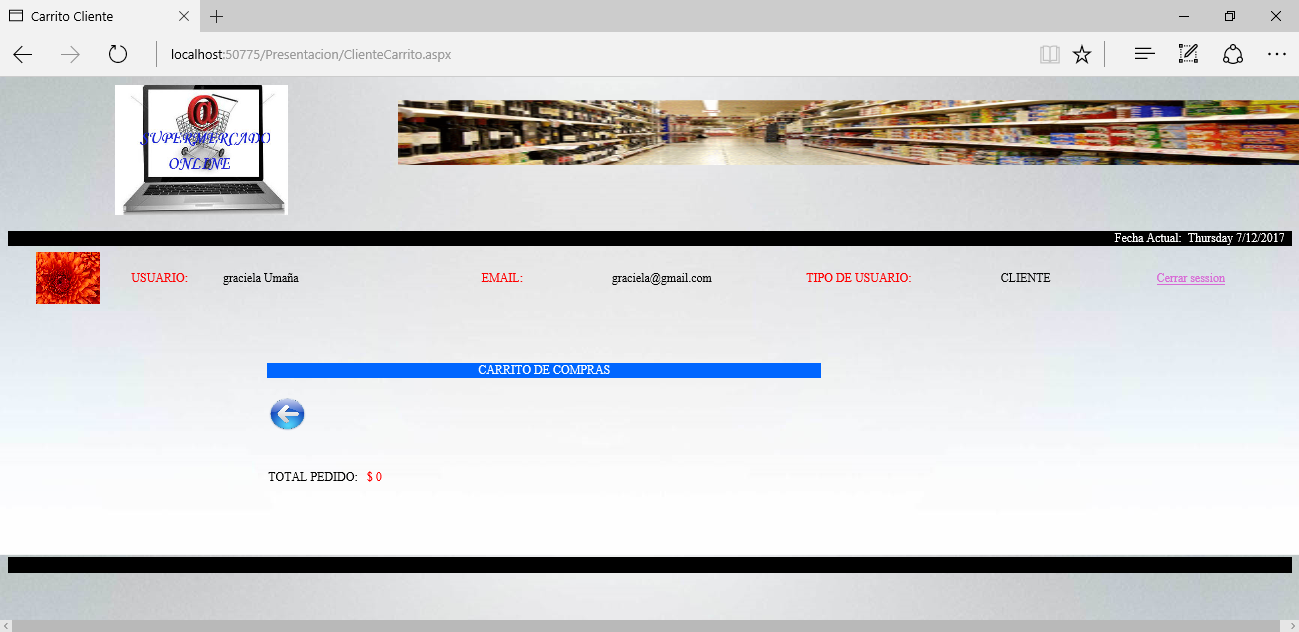 Carrito Cliente
localhost:50775/Presentacion/ClienteCarrito.aspx
@
SUPERMERCADO
ONLINE
Fecha Actual: Thursday 7/12/2017
USUARIO: graciela Umaña EMAIL: graciela@gmail.com TIPO DE USUARIO: CLIENTE Cerrar session
CARRITO DE COMPRAS
TOTAL PEDIDO: $ 0